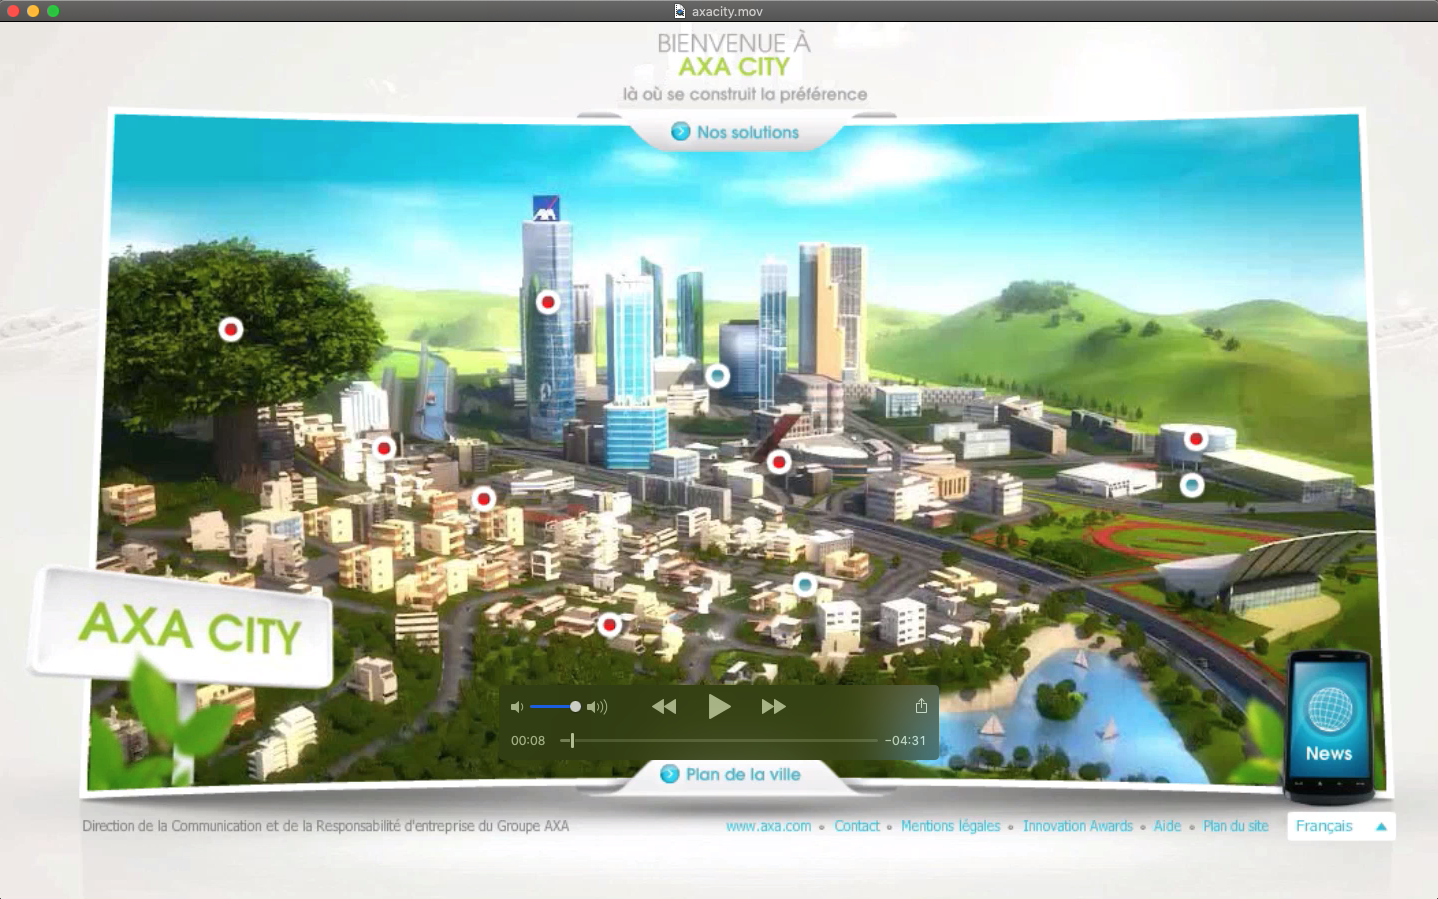 axacity.mov
BIENVENUE À
AXA CITY
là où se construit la préférence
Nos solutions
AXA CITY
00:08
-04:31
News
Plan de la ville
Direction de la Communication et de la Responsabilité d'entreprise du Groupe AXA
www.axa.com • Contact • Mentions légales • Innovation Awards • Aide • Plan du site
Français